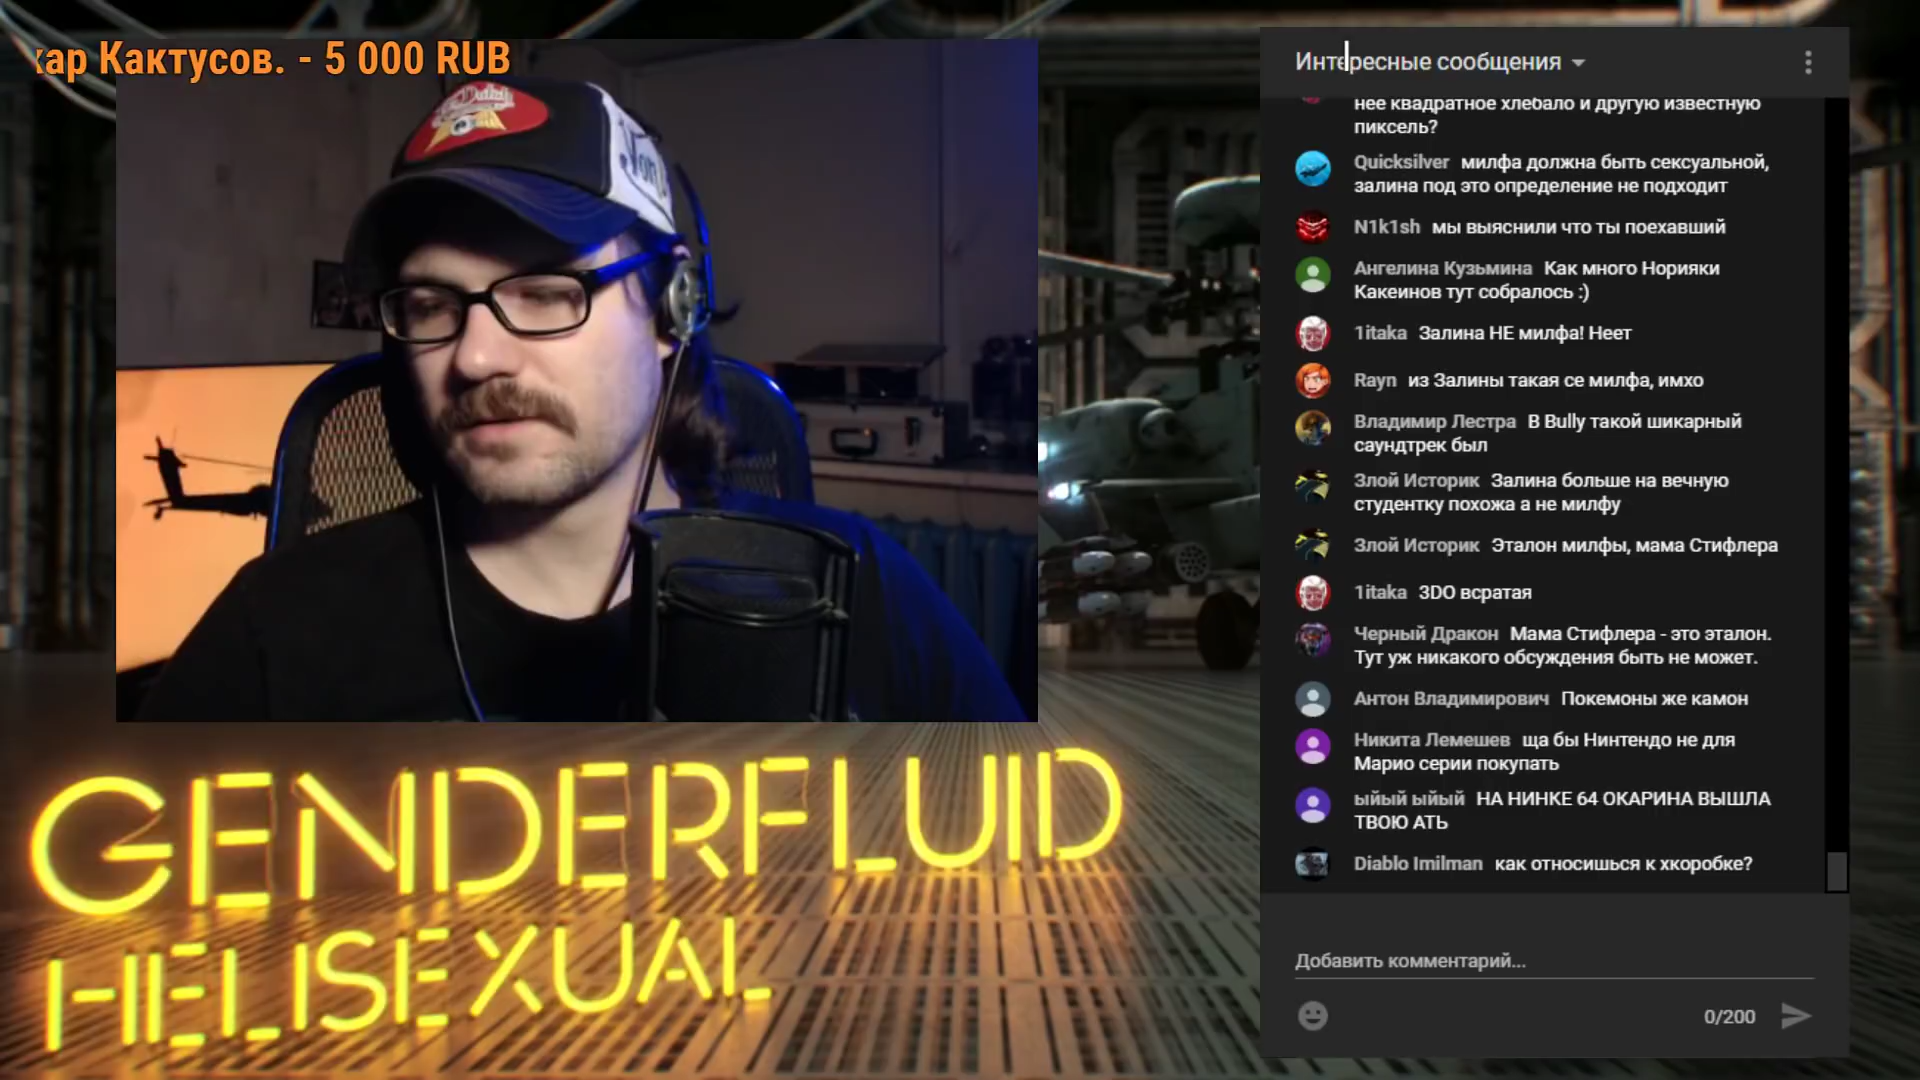 Кактусов. - 5 000 RUB
GENDERFLUID
HELISEXUAL
Интересные сообщения
нее квадратное хлебало и другую известную
пиксель?
Quicksilver милфа должна быть сексуальной,
залина под это определение не подходит
N1k1sh мы выяснили что ты поехавший
Ангелина Кузьмина Как много Норияки
Какеинов тут собралось :)
1itaka Залина НЕ милфа! Неет
Rayn из Залины такая се милфа, имхо
Владимир Лестра В Bully такой шикарный
саундтрек был
Злой Историк Залина больше на вечную
студентку похожа а не милфу
Злой Историк Эталон милфы, мама Стифлера
1itaka 3DO всратая
Черный Дракон Мама Стифлера - это эталон.
Тут уж никакого обсуждения быть не может.
Антон Владимирович Покемоны же камон
Никита Лемешев ща бы Нинтендо не для
Марио серии покупать
ыйый ыйый НА НИНКЕ 64 ОКАРИНА ВЫШЛА
ТВОЮ АТЬ
Diablo Imilman как относишься к хкоробке?
Добавить комментарий...
0/200